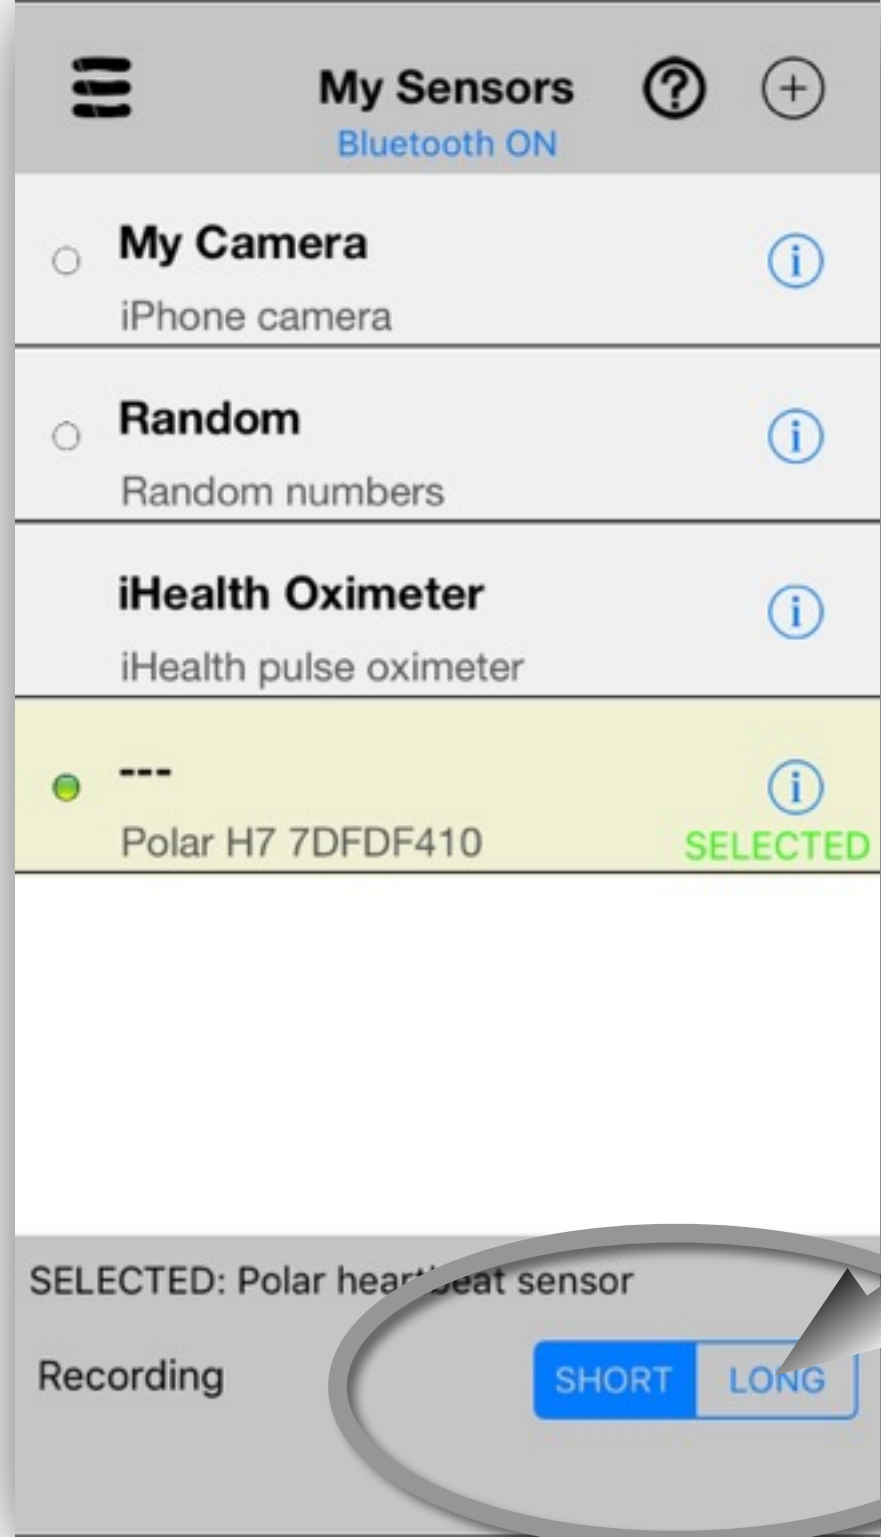 My Sensors
Bluetooth ON
My Camera
iPhone camera
Random
Random numbers
iHealth Oximeter
iHealth pulse oximeter
---
Polar H7 7DFDF410
SELECTED
SELECTED: Polar heartbeat sensor
Recording
SHORT LONG